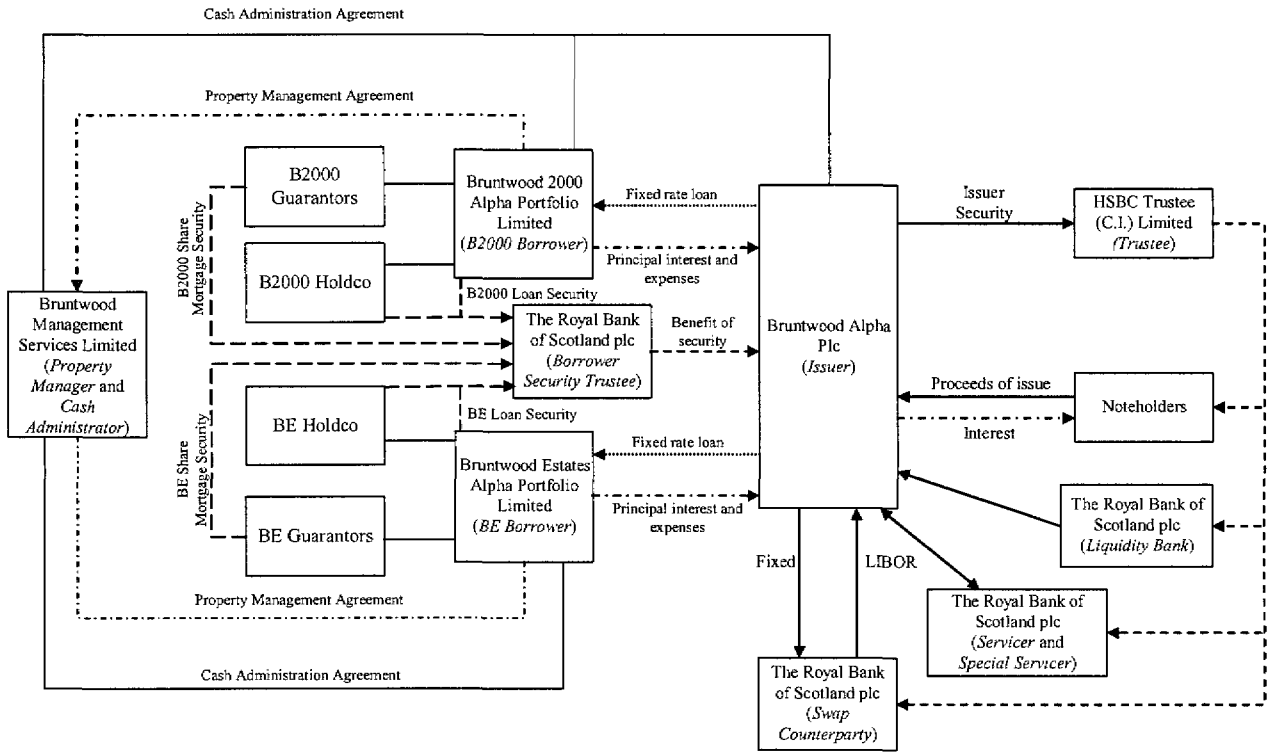 Cash Administration Agreement
Property Management Agreement
B2000
Guarantors
Bruntwood 2000
Alpha Portfolio
Limited
(B2000 Borrower)
Fixed rate loan
Principal interest and
expenses
Issuer
Security
HSBC Trustee
(C.I.) Limited
(Trustee)
B2000 Share
Mortgage Security
B2000 Holdco
B2000 Loan Security
Bruntwood
Management
Services Limited
(Property
Manager and
Cash
Administrator)
The Royal Bank
of Scotland plc
(Borrower
Security Trustee)
Benefit of
security
Bruntwood Alpha
Plc
(Issuer)
Proceeds of issue
Interest
Noteholders
BE Share
Mortgage Security
BE Holdco
BE Loan Security
Bruntwood Estates
Alpha Portfolio
Limited
(BE Borrower)
Fixed rate loan
Principal interest and
expenses
BE Guarantors
The Royal Bank of
Scotland plc
(Liquidity Bank)
Fixed
LIBOR
The Royal Bank of
Scotland plc
(Servicer and
Special Servicer)
Property Management Agreement
Cash Administration Agreement
The Royal Bank
of Scotland plc
(Swap
Counterparty)